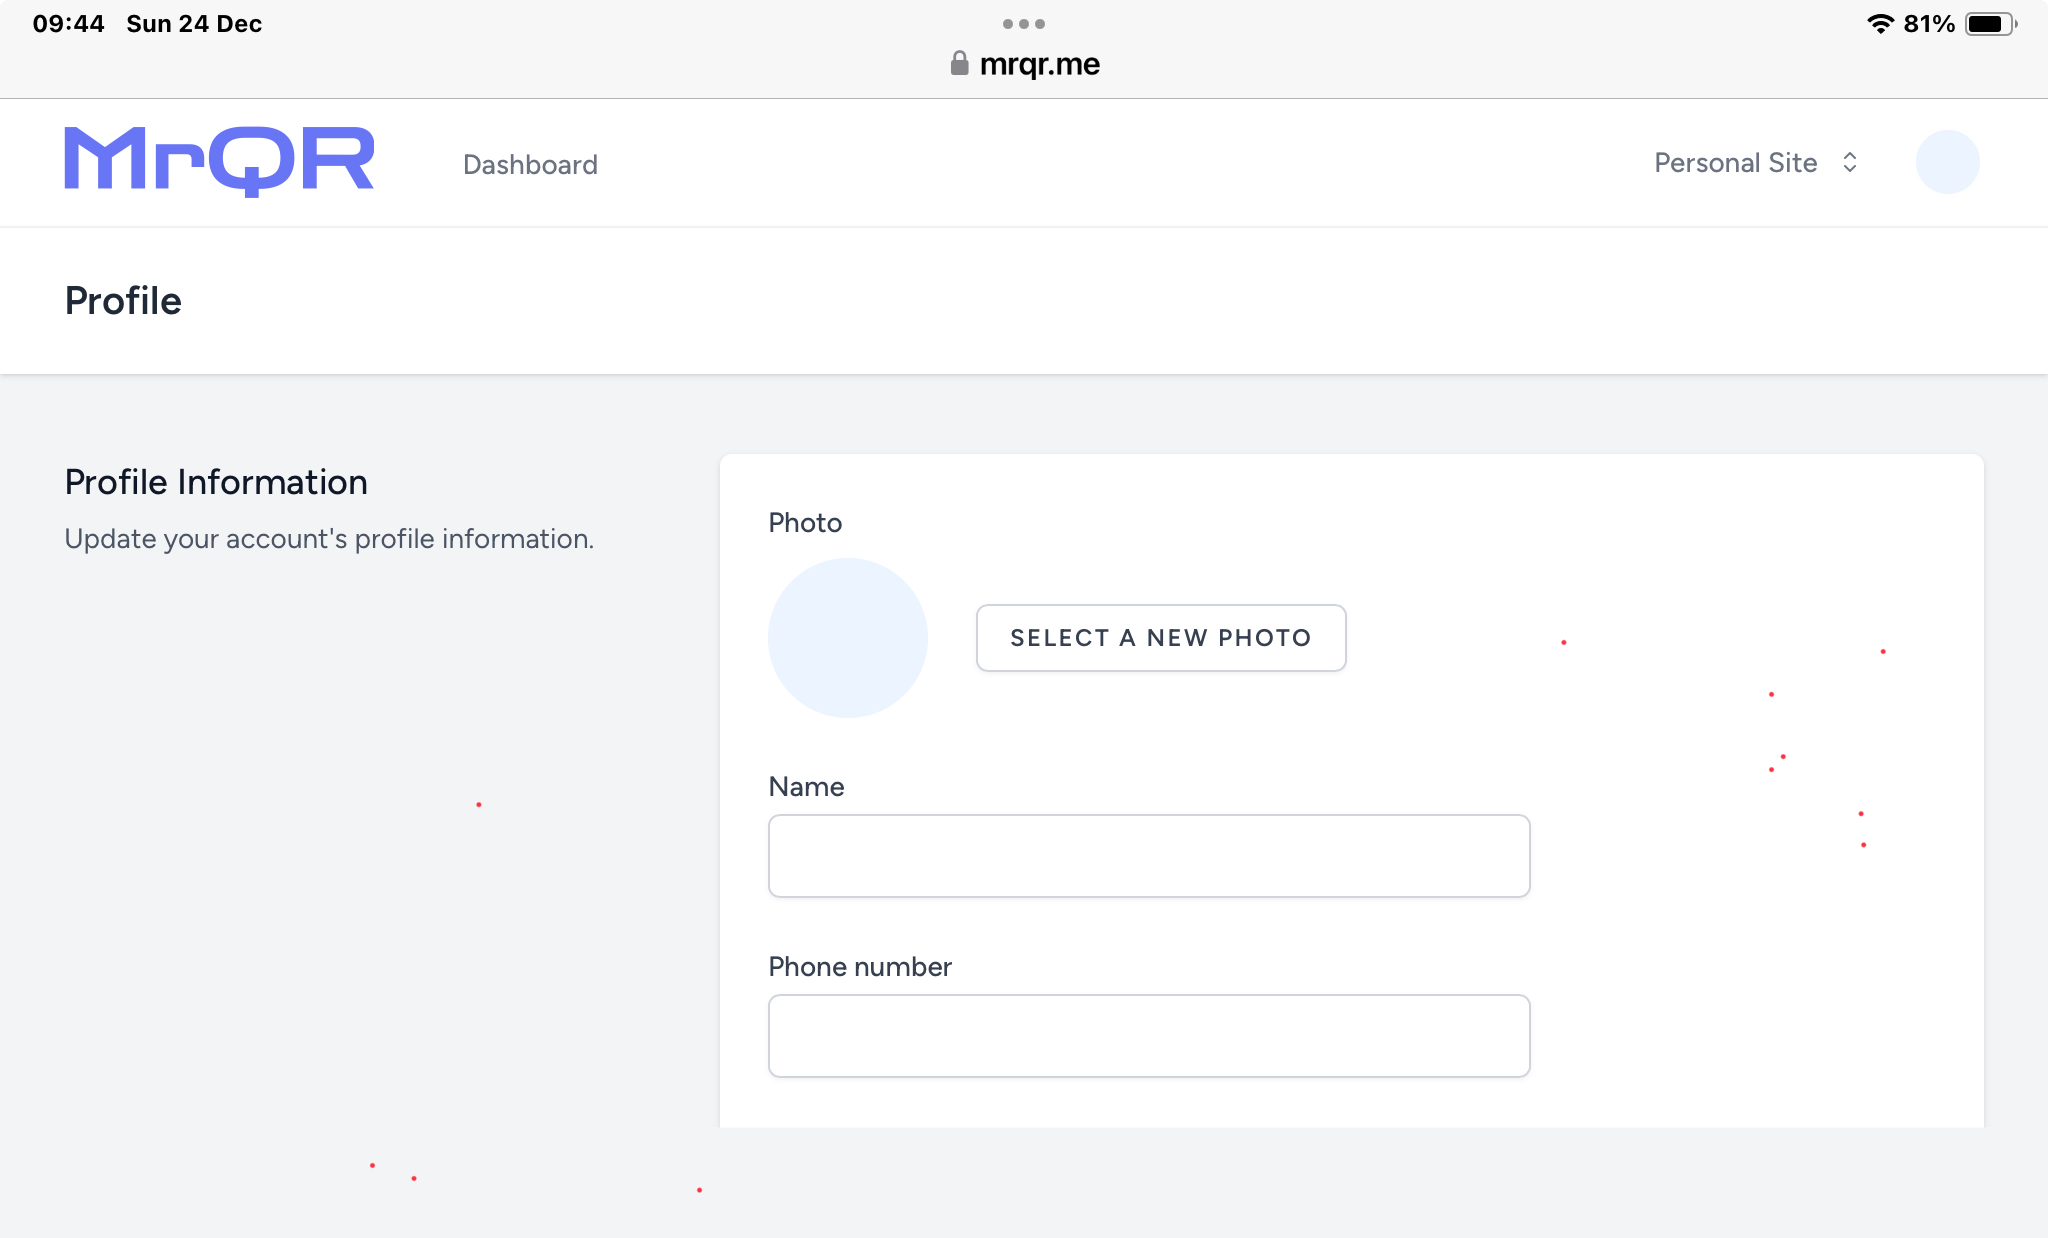 09:44 Sun 24 Dec
81%
mrqr.me
MrQR
Dashboard
Personal Site
Profile
Profile Information
Update your account's profile information.
Photo
SELECT A NEW PHOTO
Name
Phone number